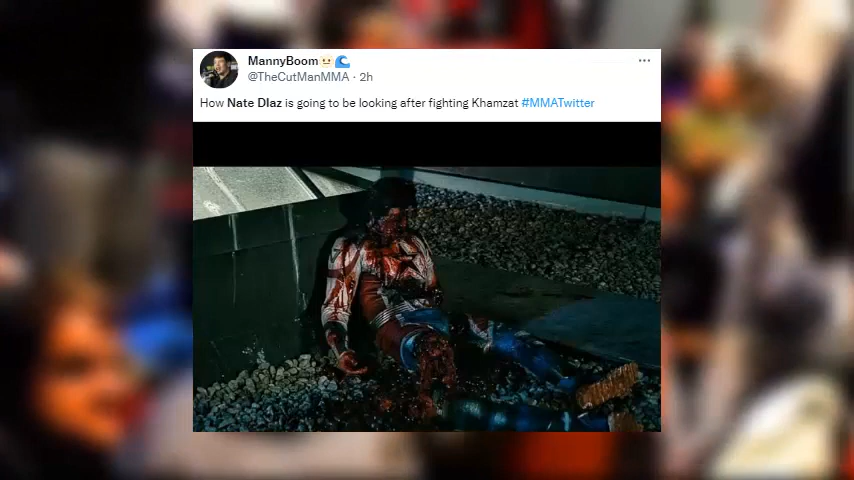 MannyBoom😐🌊
@TheCutManMMA · 2h
How Nate DIaz is going to be looking after fighting Khamzat #MMATwitter